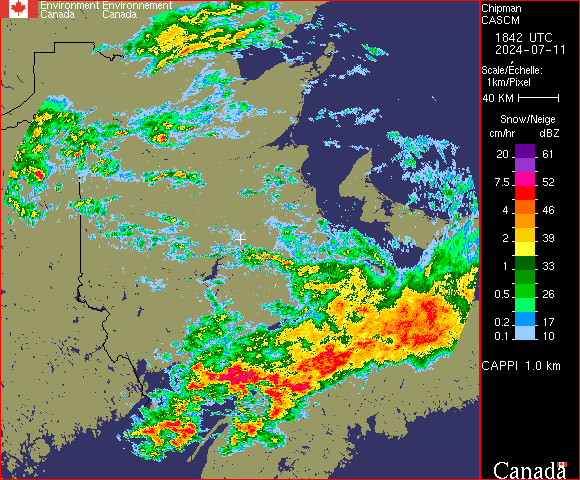 Environment Environnement
Canada Canada
Chipman
CASCM
1842 UTC
2024-07-11
Scale/Échelle:
1km/Pixel
40 KM
Snow/Neige
cm/hr dBZ
20 61
7.5 52
4 46
2 39
1 33
0.5 26
0.2 17
0.1 10
CAPPI 1.0 km
Canada